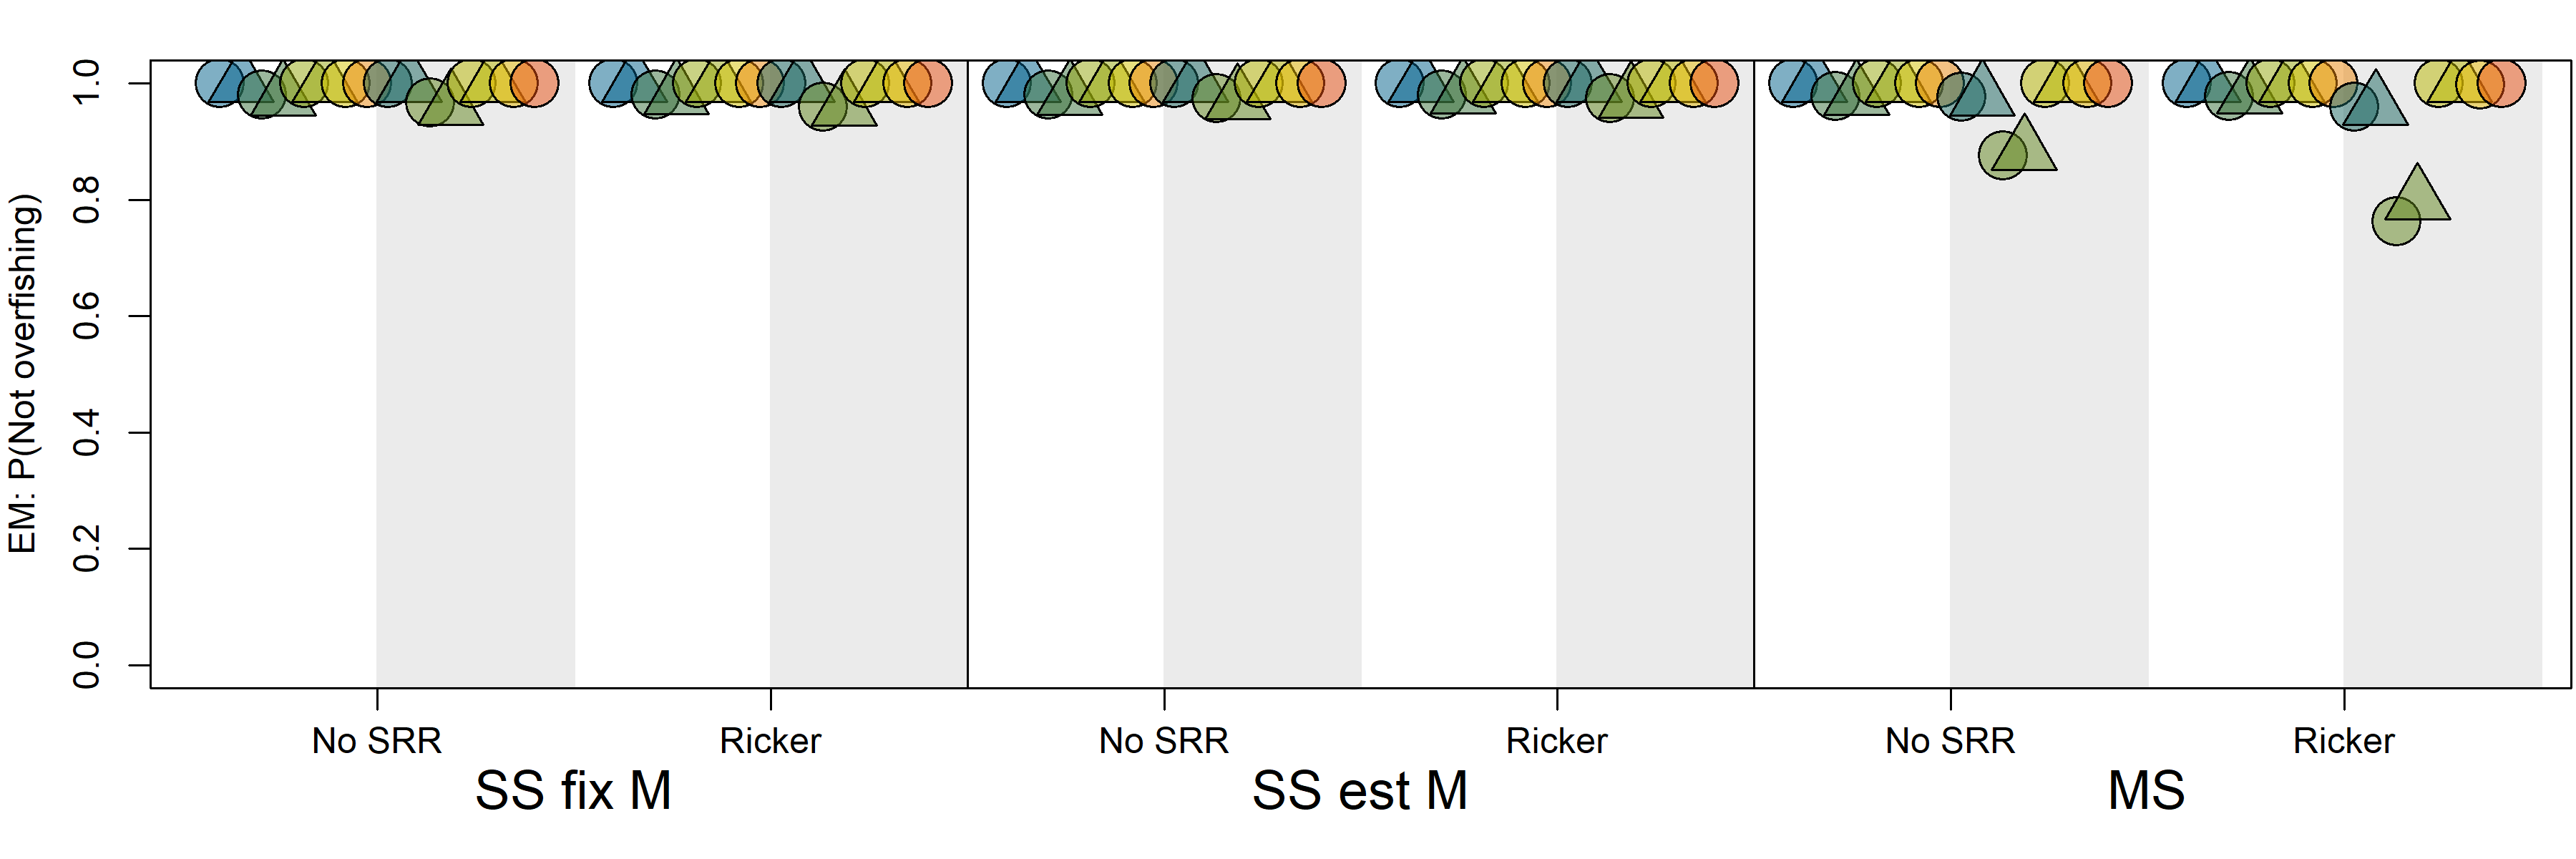 EM: P(Not overfishing)
1.0
0.8
0.6
0.4
0.2
0.0
No SRR Ricker No SRR Ricker No SRR Ricker
SS fix M SS est M MS